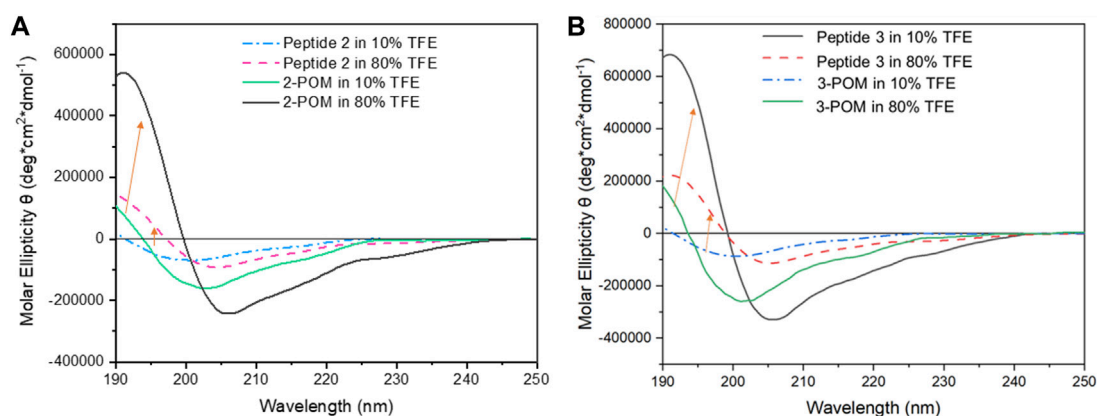 A
Peptide 2 in 10% TFE
Peptide 2 in 80% TFE
2-POM in 10% TFE
2-POM in 80% TFE
Molar Ellipticity θ (deg*cm²*dmol⁻¹)
600000
500000
400000
300000
200000
100000
0
-100000
-200000
-400000
190
200
210
220
230
240
250
Wavelength (nm)
B
Peptide 3 in 10% TFE
Peptide 3 in 80% TFE
3-POM in 10% TFE
3-POM in 80% TFE
Molar Ellipticity θ (deg*cm²*dmol⁻¹)
800000
600000
400000
200000
0
-200000
-400000
190
200
210
220
230
240
250
Wavelength (nm)